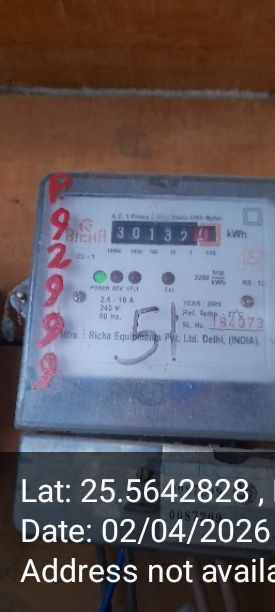 P.
9
2
9
9
9
A.C. 1 Phase 2 Wire Static kWh Meter
RICHA
30132 kWh
CL-1
10000 1000 100 10 1 1/10
POWER REV. E/L CAL
3200 imp/kWh
2.5 - 10 A
240 V.
50 Hz.
YEAR : 2009
Ref. Temp. : 27°C
SL. No. 184073
51
Mfrs. : Richa Equipments Pvt. Ltd. Delhi, (INDIA).
Lat: 25.5642828 ,
Date: 02/04/2026
Address not availa